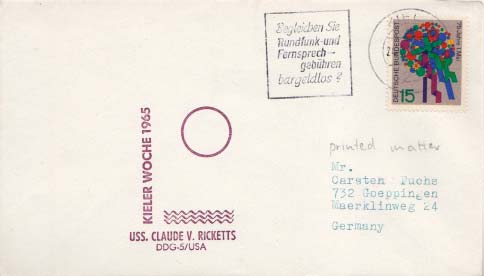 Begleichen Sie
Rundfunk-und
Fernsprech-
gebühren
bargeldlos ?
KIEL
DEUTSCHE BUNDESPOST
15
KIELER WOCHE 1965
USS. CLAUDE V. RICKETTS
DDG-5/USA
printed matter
Mr.
Carsten Fuchs
732 Goeppingen
Maerklinweg 24
Germany